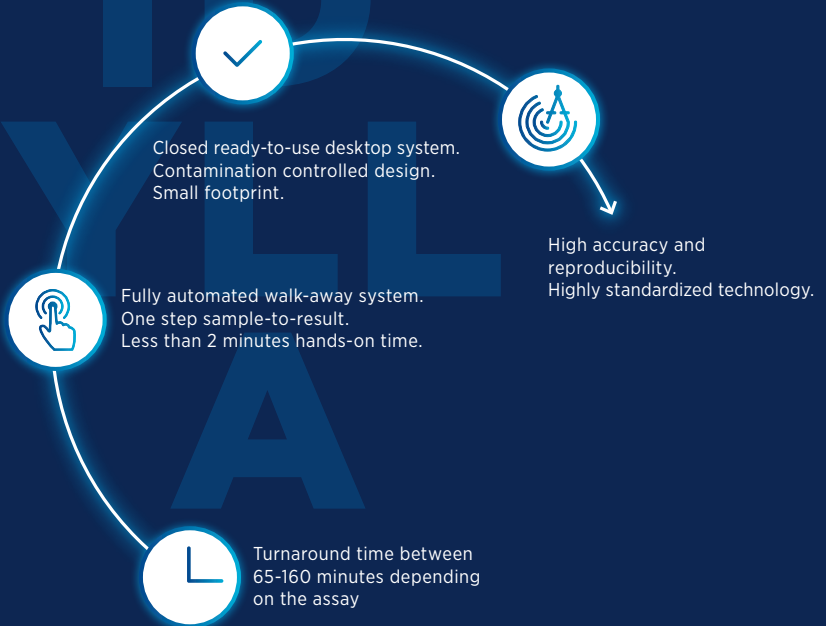 ID
YLL
A
Closed ready-to-use desktop system.
Contamination controlled design.
Small footprint.
High accuracy and
reproducibility.
Highly standardized technology.
Fully automated walk-away system.
One step sample-to-result.
Less than 2 minutes hands-on time.
Turnaround time between
65-160 minutes depending
on the assay